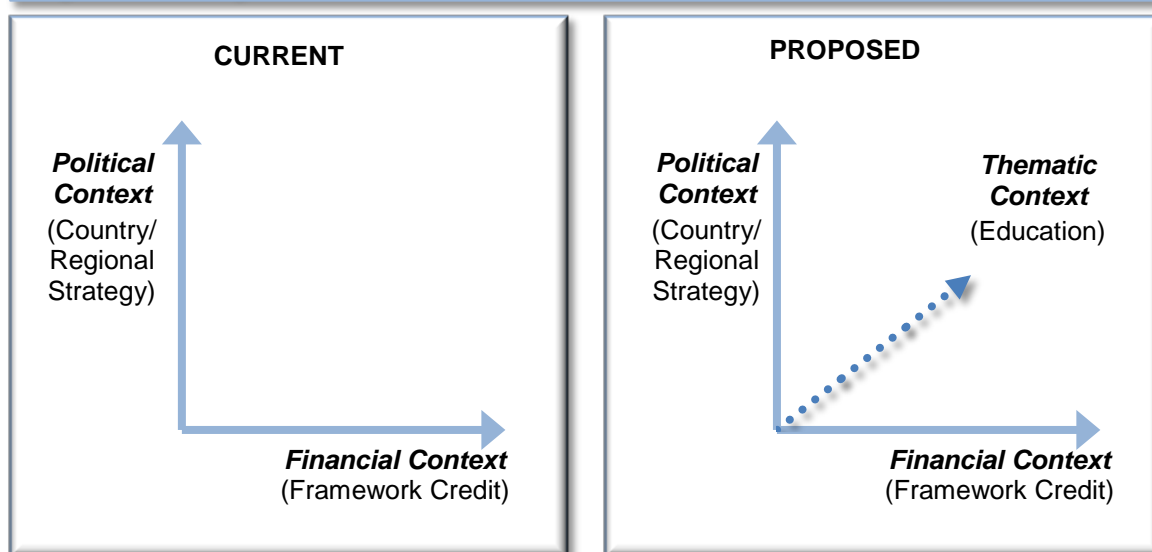 CURRENT
Political
Context
(Country/
Regional
Strategy)
Financial Context
(Framework Credit)
PROPOSED
Political
Context
(Country/
Regional
Strategy)
Thematic
Context
(Education)
Financial Context
(Framework Credit)